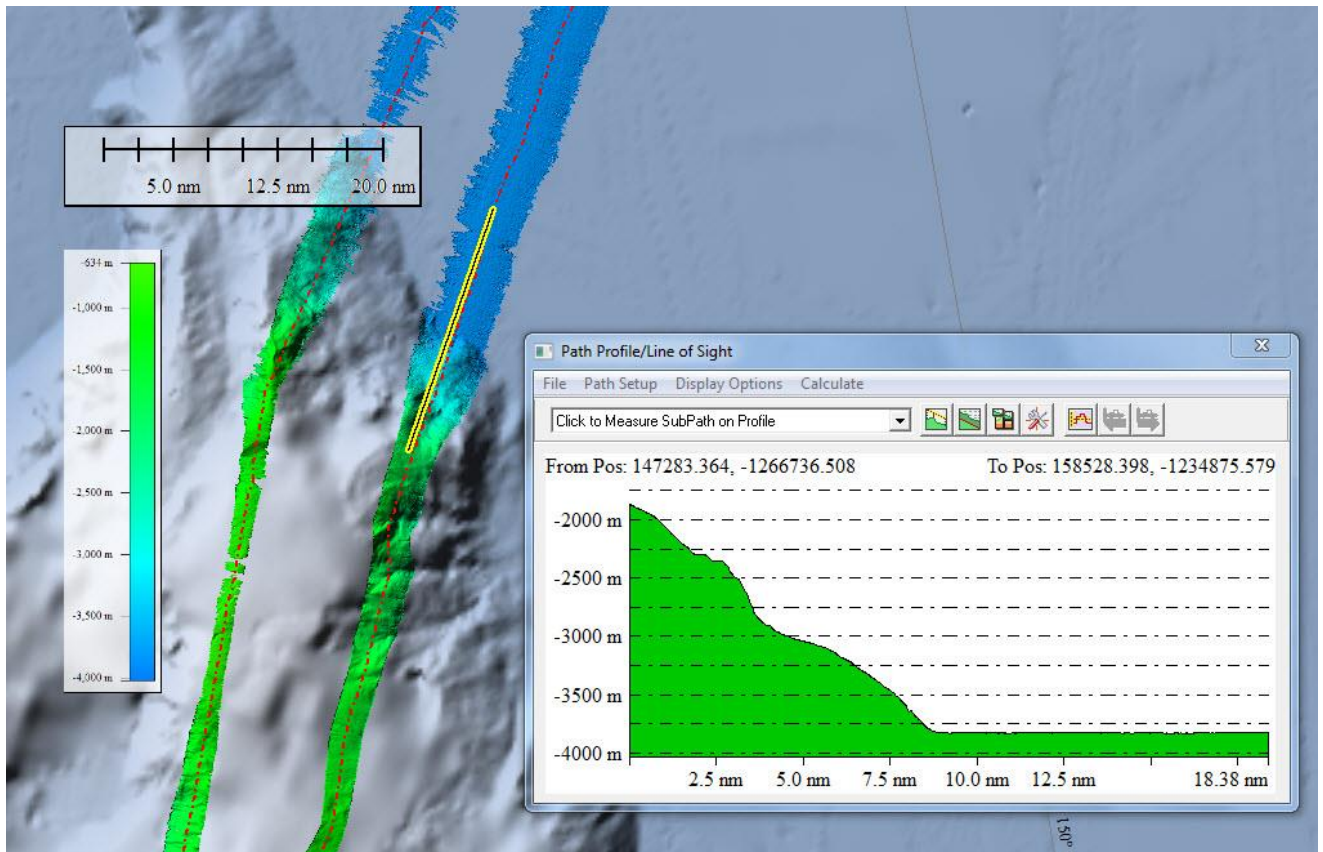 5.0 nm 12.5 nm 20.0 nm
-634 m
-1,000 m
-1,500 m
-2,000 m
-2,500 m
-3,000 m
-3,500 m
-4,000 m
Path Profile/Line of Sight
File Path Setup Display Options Calculate
Click to Measure SubPath on Profile
From Pos: 147283.364, -1266736.508 To Pos: 158528.398, -1234875.579
-2000 m
-2500 m
-3000 m
-3500 m
-4000 m
2.5 nm 5.0 nm 7.5 nm 10.0 nm 12.5 nm 18.38 nm
150°